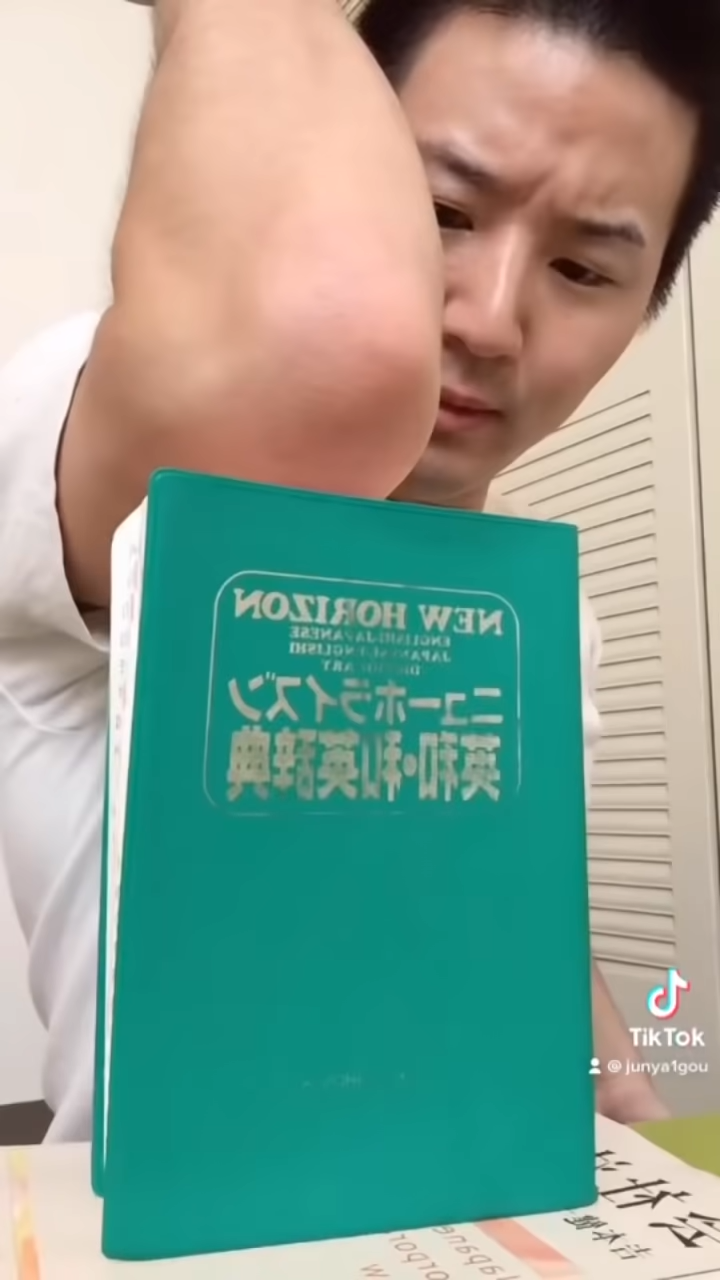 NEW HORIZON
ENGLISH-JAPANESE
JAPANESE-ENGLISH
DICTIONARY
ニューホライズン
英和・和英辞典
TikTok
@junya1gou